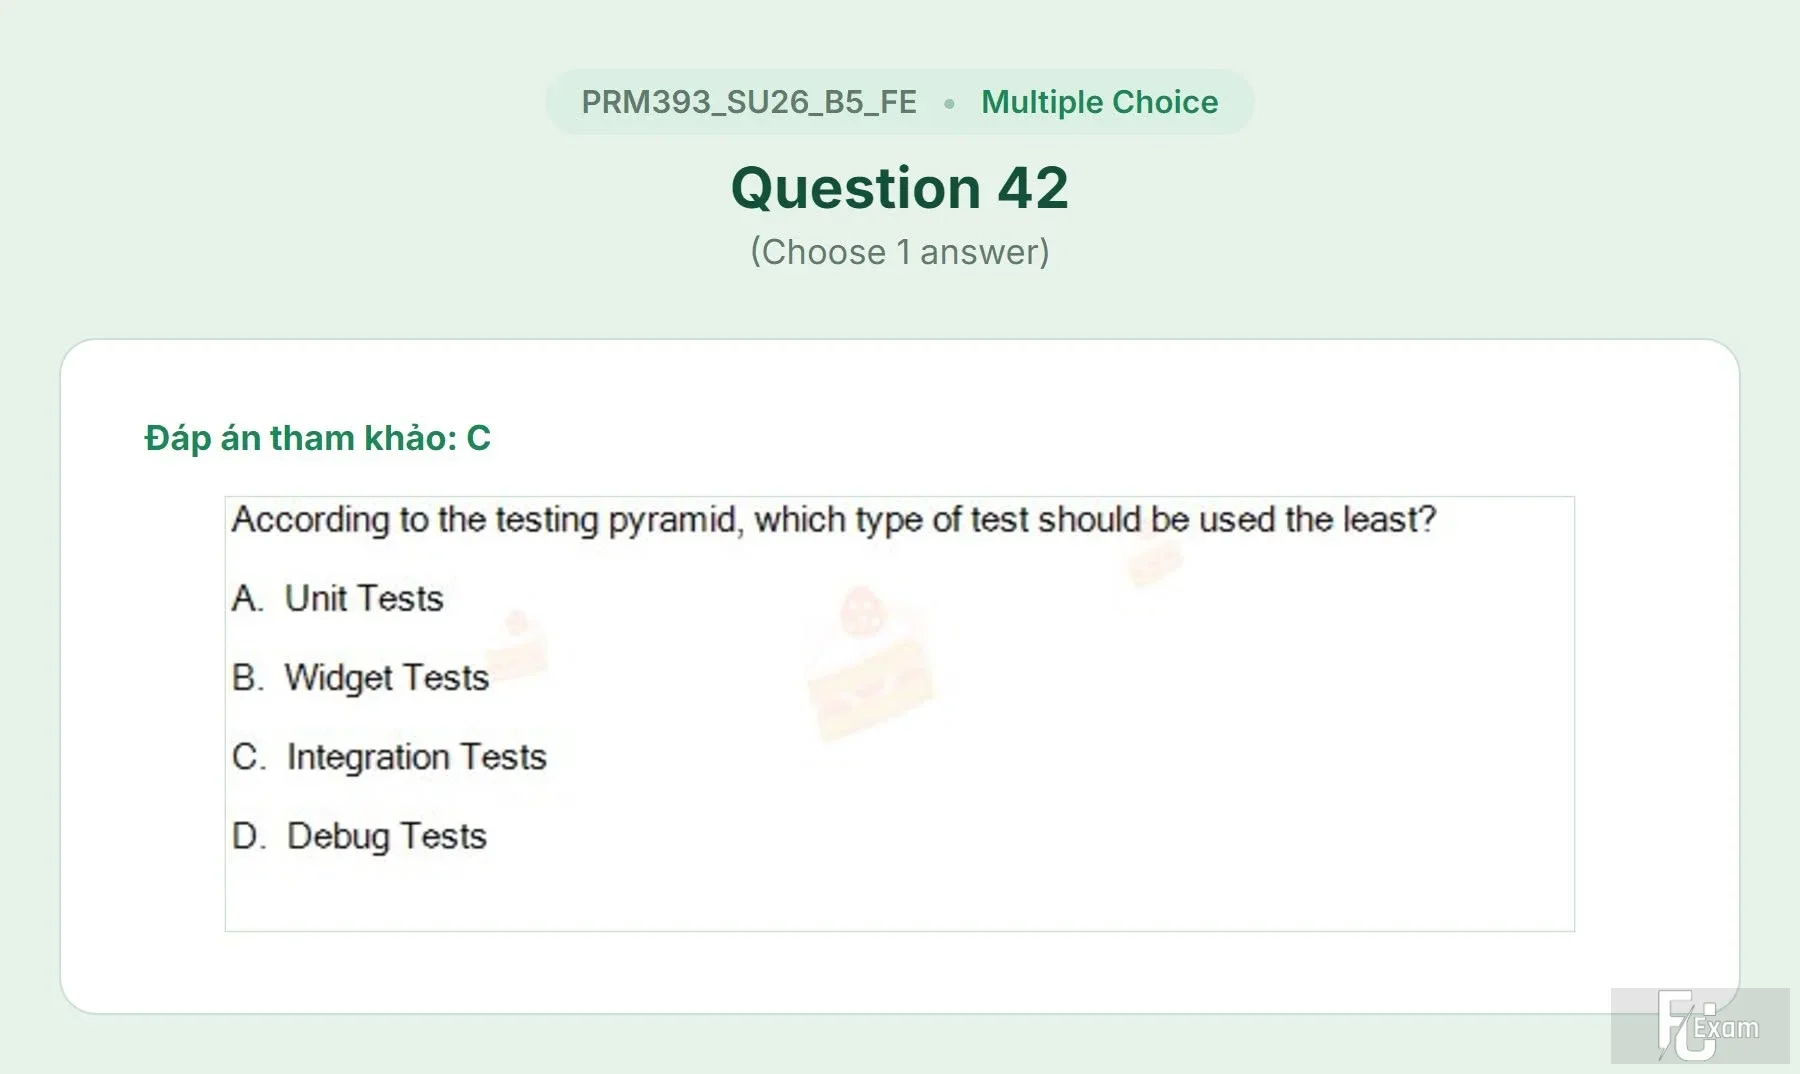 PRM393_SU26_B5_FE • Multiple Choice
Question 42
(Choose 1 answer)
Đáp án tham khảo: C
According to the testing pyramid, which type of test should be used the least?
A. Unit Tests
B. Widget Tests
C. Integration Tests
D. Debug Tests
FU Exam